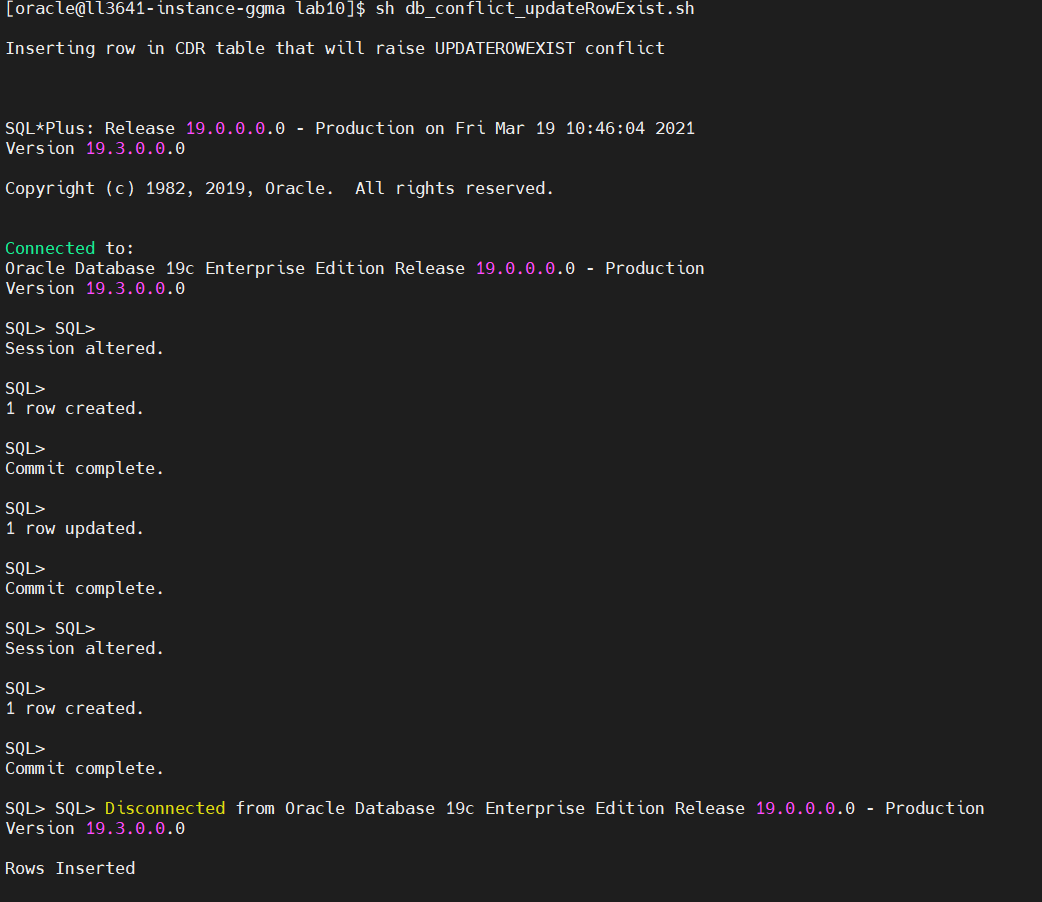 [oracle@ll3641-instance-ggma lab10]$ sh db_conflict_updateRowExist.sh
Inserting row in CDR table that will raise UPDATEROWEXIST conflict
SQL*Plus: Release 19.0.0.0.0 - Production on Fri Mar 19 10:46:04 2021
Version 19.3.0.0.0
Copyright (c) 1982, 2019, Oracle.  All rights reserved.
Connected to:
Oracle Database 19c Enterprise Edition Release 19.0.0.0.0 - Production
Version 19.3.0.0.0
SQL> SQL>
Session altered.
SQL>
1 row created.
SQL>
Commit complete.
SQL>
1 row updated.
SQL>
Commit complete.
SQL> SQL>
Session altered.
SQL>
1 row created.
SQL>
Commit complete.
SQL> SQL> Disconnected from Oracle Database 19c Enterprise Edition Release 19.0.0.0.0 - Production
Version 19.3.0.0.0
Rows Inserted